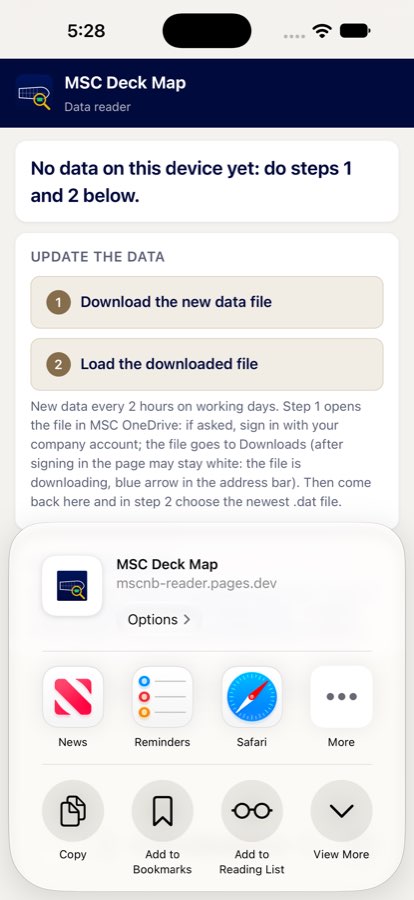 5:28
MSC Deck Map
Data reader
No data on this device yet: do steps 1
and 2 below.
UPDATE THE DATA
1 Download the new data file
2 Load the downloaded file
New data every 2 hours on working days. Step 1 opens
the file in MSC OneDrive: if asked, sign in with your
company account; the file goes to Downloads (after
signing in the page may stay white: the file is
downloading, blue arrow in the address bar). Then come
back here and in step 2 choose the newest .dat file.
MSC Deck Map
mscnb-reader.pages.dev
Options >
News
Reminders
Safari
More
Copy
Add to
Bookmarks
Add to
Reading List
View More